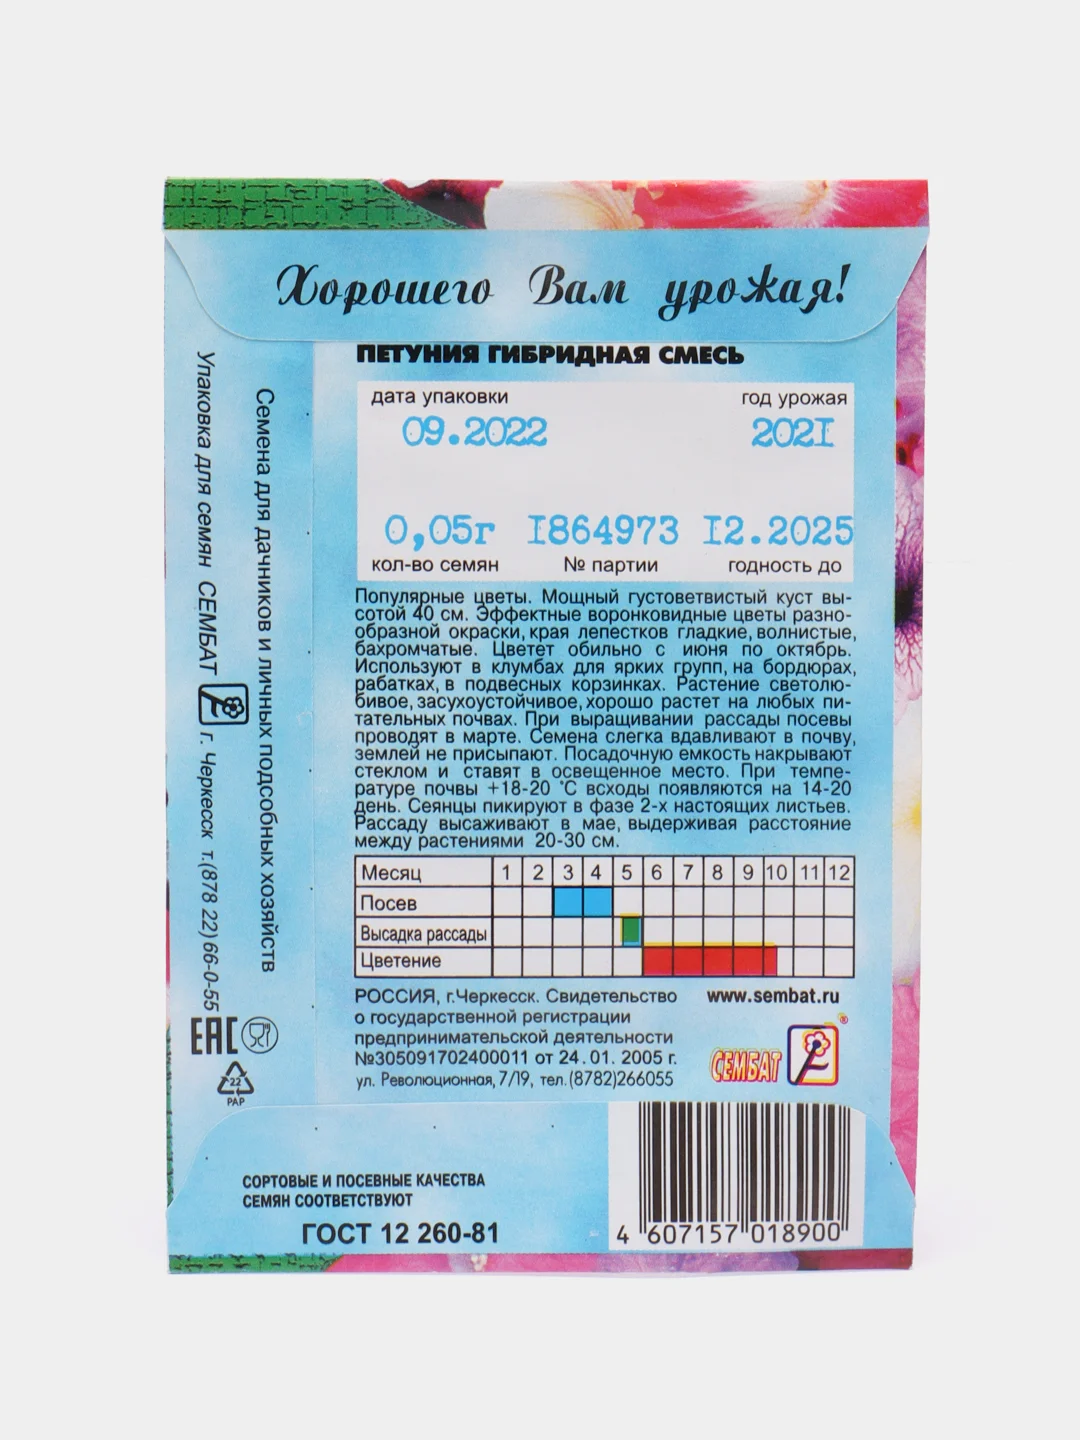 Хорошего Вам урожая!
ПЕТУНИЯ ГИБРИДНАЯ СМЕСЬ
дата упаковки год урожая
09.2022 2021
0,05г 1864973 12.2025
кол-во семян № партии годность до
Популярные цветы. Мощный густоветвистый куст вы-
сотой 40 см. Эффектные воронковидные цветы разно-
образной окраски, края лепестков гладкие, волнистые,
бахромчатые. Цветет обильно с июня по октябрь.
Используют в клумбах для ярких групп, на бордюрах,
рабатках, в подвесных корзинках. Растение светолю-
бивое, засухоустойчивое, хорошо растет на любых пи-
тательных почвах. При выращивании рассады посевы
проводят в марте. Семена слегка вдавливают в почву,
землей не присыпают. Посадочную емкость накрывают
стеклом и ставят в освещенное место. При темпе-
ратуре почвы +18-20 °С всходы появляются на 14-20
день. Сеянцы пикируют в фазе 2-х настоящих листьев.
Рассаду высаживают в мае, выдерживая расстояние
между растениями 20-30 см.
Месяц 1 2 3 4 5 6 7 8 9 10 11 12
Посев
Высадка рассады
Цветение
РОССИЯ, г.Черкесск. Свидетельство
о государственной регистрации
предпринимательской деятельности
№305091702400011 от 24.01.2005 г.
ул. Революционная, 7/19, тел.(8782)266055
www.sembat.ru
СЕМБАТ ®
Семена для дачников и личных подсобных хозяйств
Упаковка для семян СЕМБАТ г. Черкесск т.(878 22) 66-0-55
EAC
22
PAP
СОРТОВЫЕ И ПОСЕВНЫЕ КАЧЕСТВА
СЕМЯН СООТВЕТСТВУЮТ
ГОСТ 12 260-81
4 607157 018900